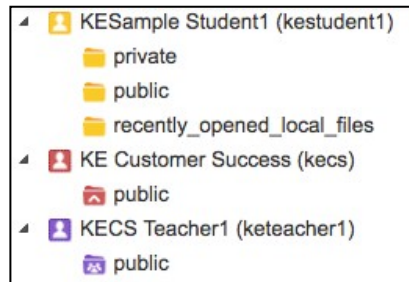 KESample Student1 (kestudent1)
private
public
recently_opened_local_files
KE Customer Success (kecs)
public
KECS Teacher1 (keteacher1)
public